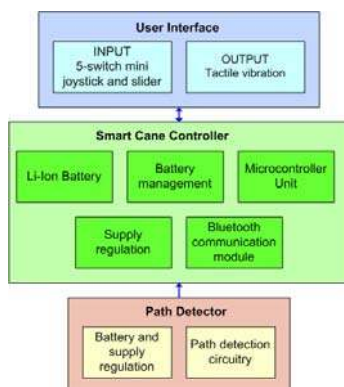 User Interface
INPUT
5-switch mini
joystick and slider
OUTPUT
Tactile vibration
Smart Cane Controller
Li-Ion Battery
Battery
management
Microcontroller
Unit
Supply
regulation
Bluetooth
communication
module
Path Detector
Battery and
supply
regulation
Path detection
circuitry